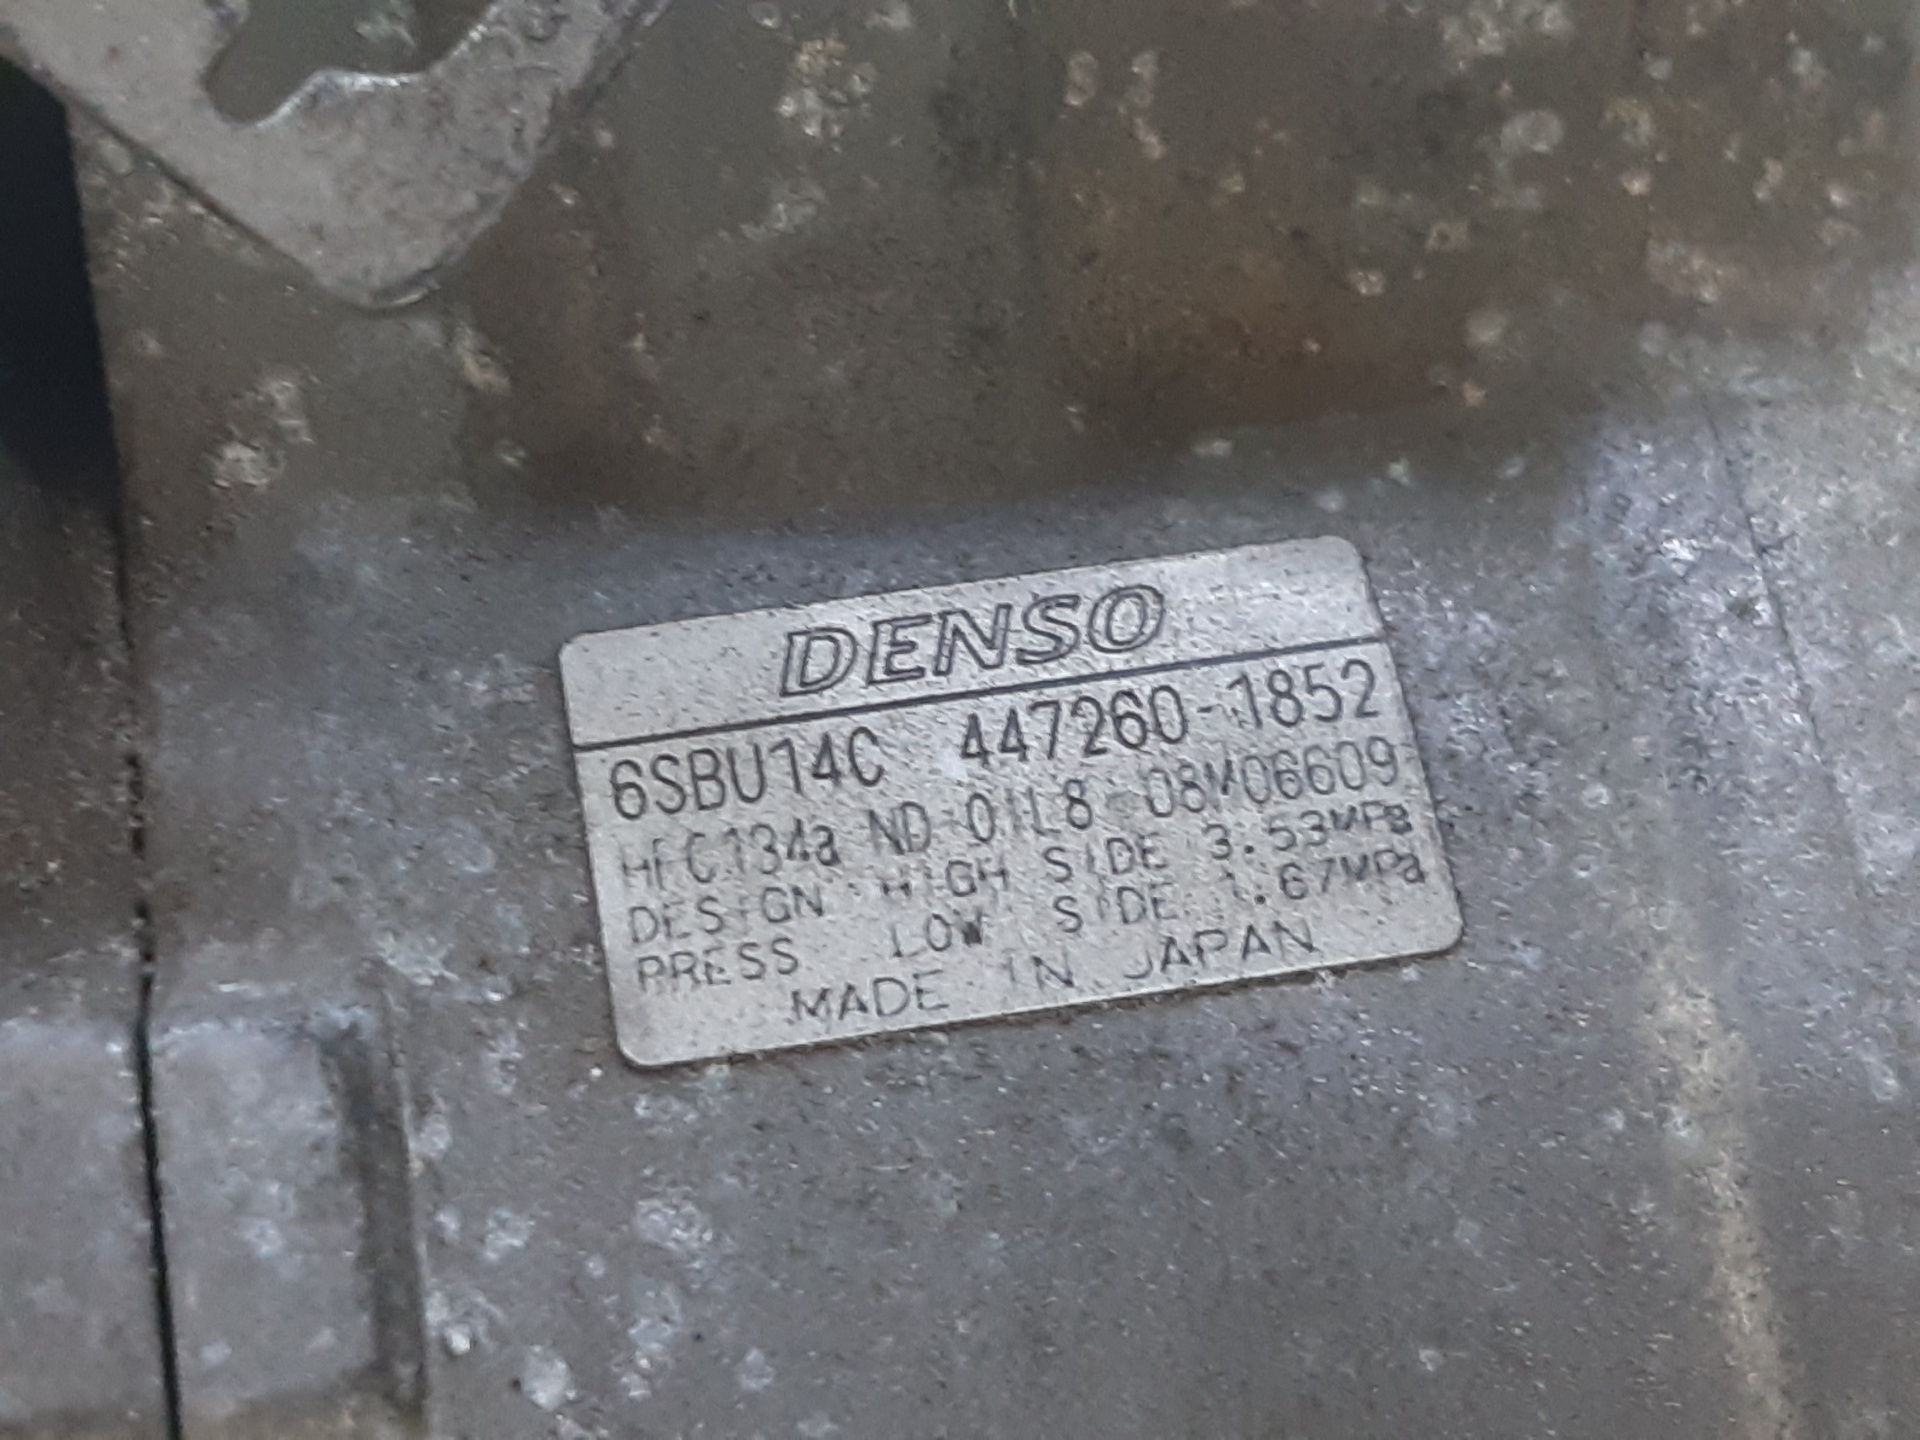 DENSO
6SBU14C 447260-1852
HFC134a ND-OIL8 08M06609
DESIGN HIGH SIDE 3.53MPa
PRESS LOW SIDE 1.67MPa
MADE IN JAPAN